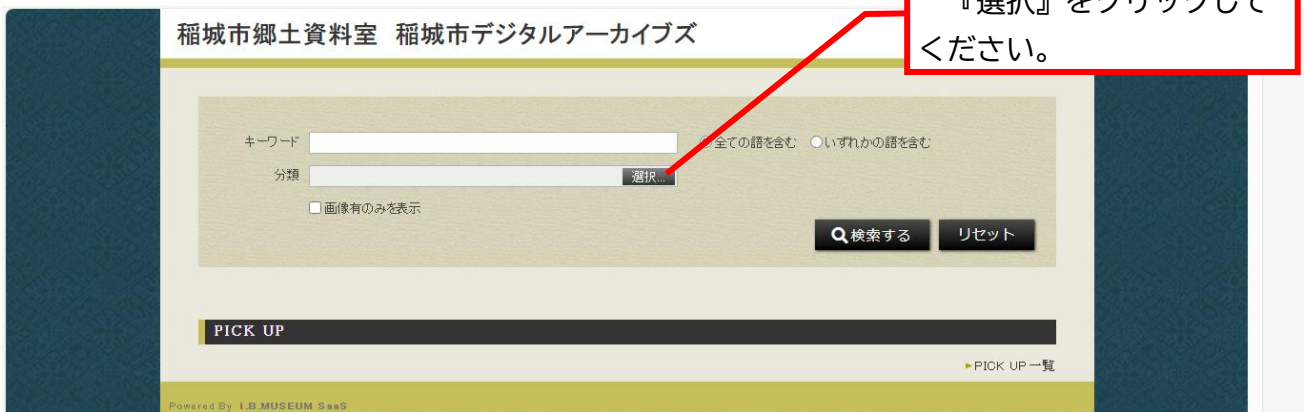 『選択』をクリックして
ください。
稲城市郷土資料室 稲城市デジタルアーカイブズ
キーワード 全ての語を含む いずれかの語を含む
分類 選択...
画像有のみを表示
検索する リセット
PICK UP
▶PICK UP一覧
Powered By I.B.MUSEUM SaaS